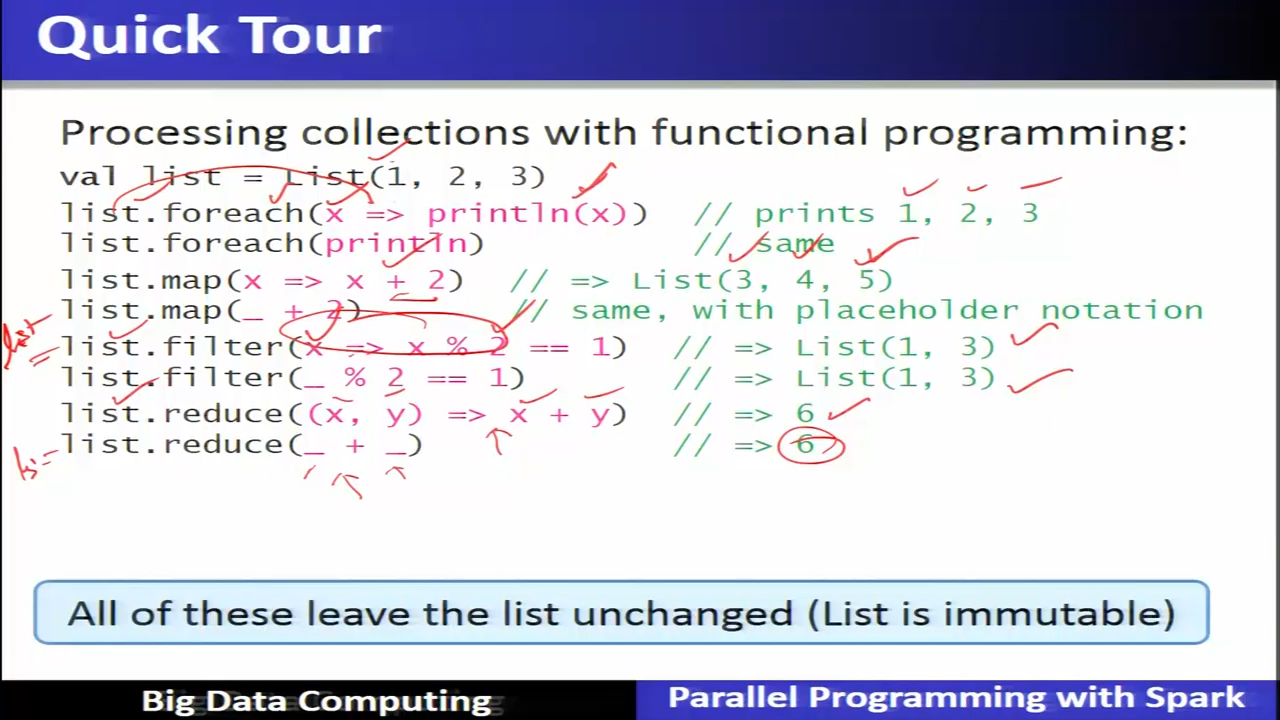 Quick Tour
Processing collections with functional programming:
val list = List(1, 2, 3)
list.foreach(x => println(x)) // prints 1, 2, 3
list.foreach(println) // same
list.map(x => x + 2) // => List(3, 4, 5)
list.map(_ + 2) // same, with placeholder notation
list
list.filter(x => x % 2 == 1) // => List(1, 3)
list.filter(_ % 2 == 1) // => List(1, 3)
list.reduce((x, y) => x + y) // => 6
list.reduce(_ + _) // => 6
All of these leave the list unchanged (List is immutable)
Big Data Computing
Parallel Programming with Spark